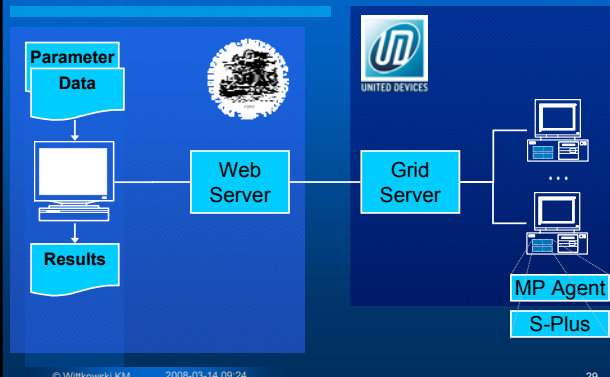 Parameter
Data
Results
Web
Server
UNITED DEVICES
Grid
Server
...
MP Agent
S-Plus
© Wittkowski KM
2008-03-14 09:24
29